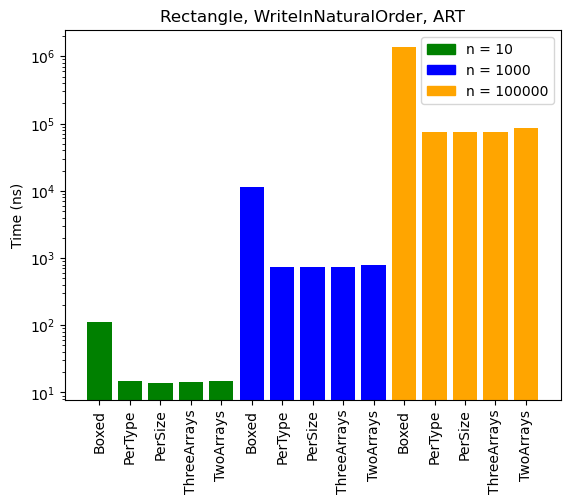 Rectangle, WriteInNaturalOrder, ART
n = 10
n = 1000
n = 100000
Time (ns)
10^6
10^5
10^4
10^3
10^2
10^1
Boxed
PerType
PerSize
ThreeArrays
TwoArrays
Boxed
PerType
PerSize
ThreeArrays
TwoArrays
Boxed
PerType
PerSize
ThreeArrays
TwoArrays